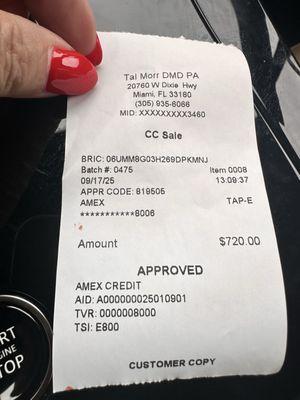 Tal Morr DMD PA
20760 W Dixie Hwy
Miami, FL 33180
(305) 935-6066
MID: XXXXXXXXX3460
CC Sale
BRIC: 06UMM8G03H269DPKMNJ
Batch #: 0475 Item 0008
09/17/25 13:09:37
APPR CODE: 819505
AMEX TAP-E
***********8006
Amount $720.00
APPROVED
AMEX CREDIT
AID: A000000025010901
TVR: 0000008000
TSI: E800
CUSTOMER COPY